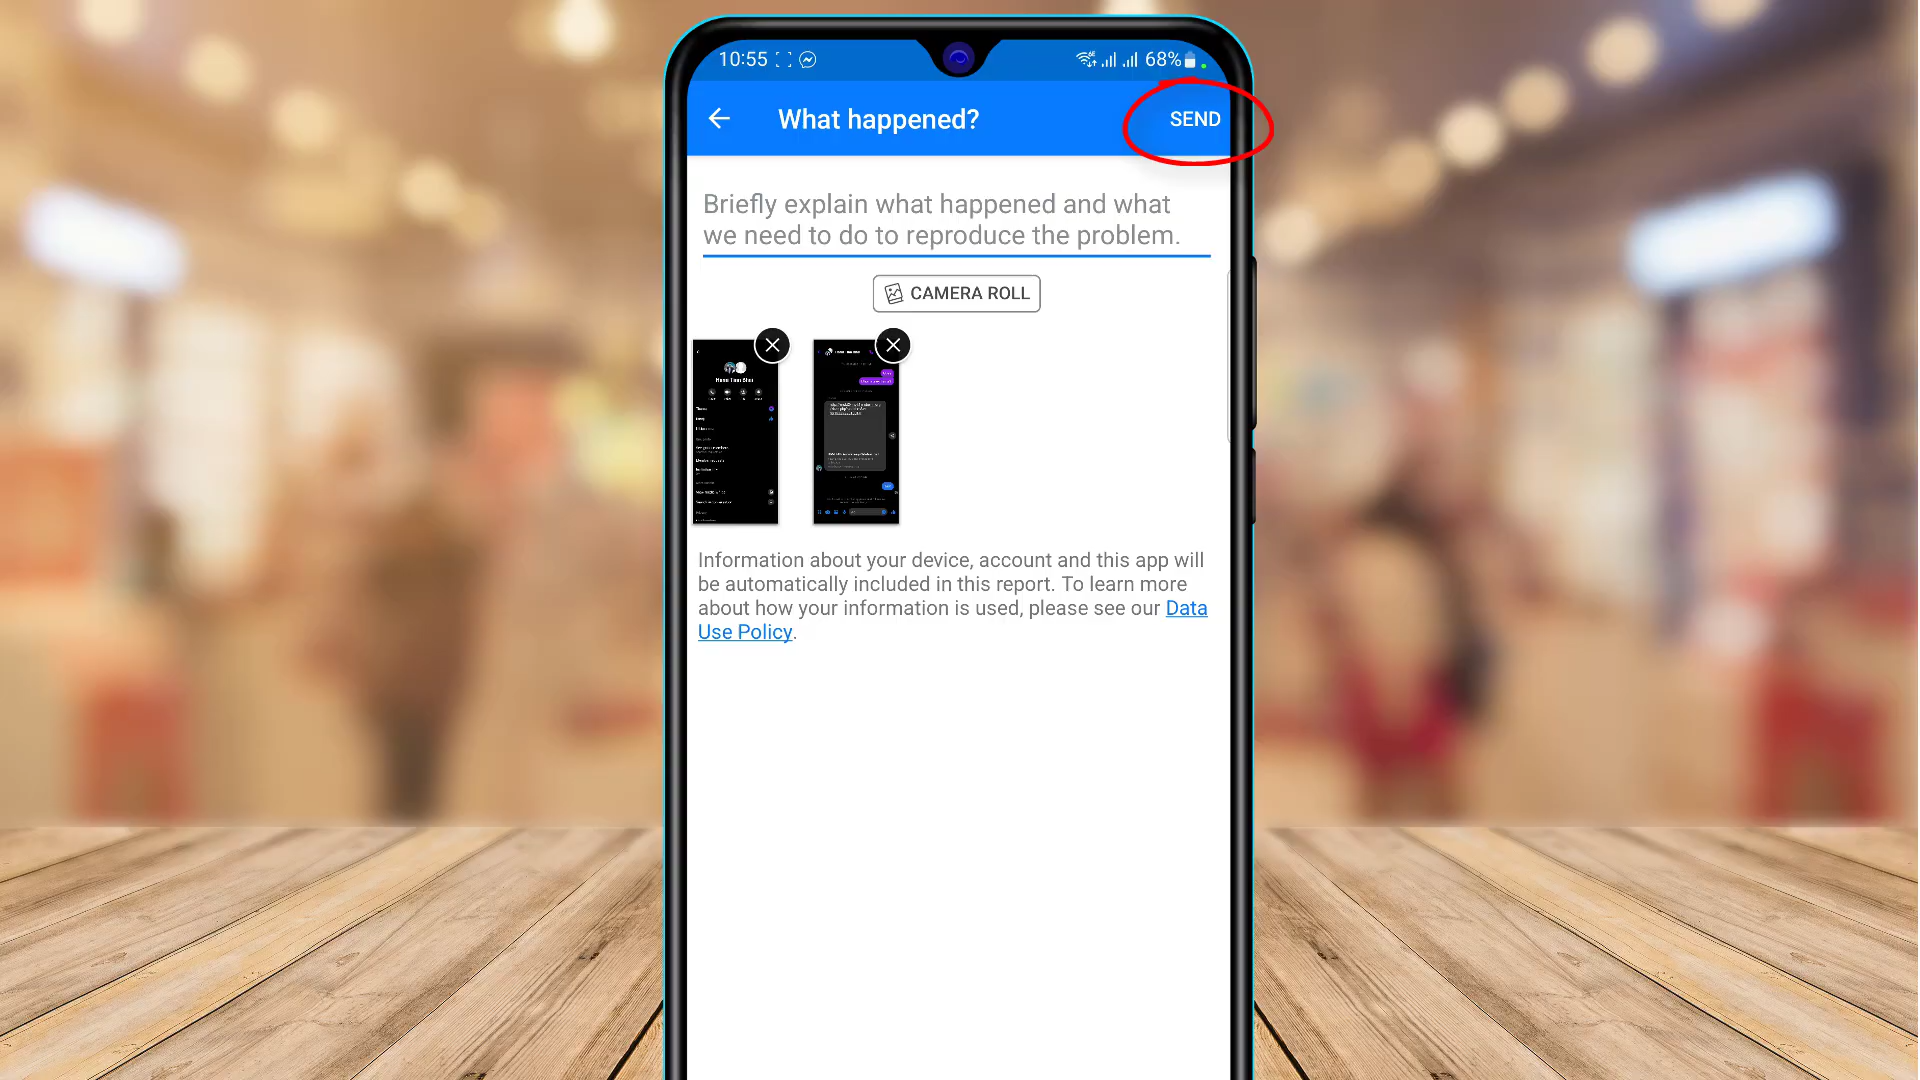 10:55
68%
What happened?
SEND
Briefly explain what happened and what
we need to do to reproduce the problem.
CAMERA ROLL
Information about your device, account and this app will
be automatically included in this report. To learn more
about how your information is used, please see our Data
Use Policy.